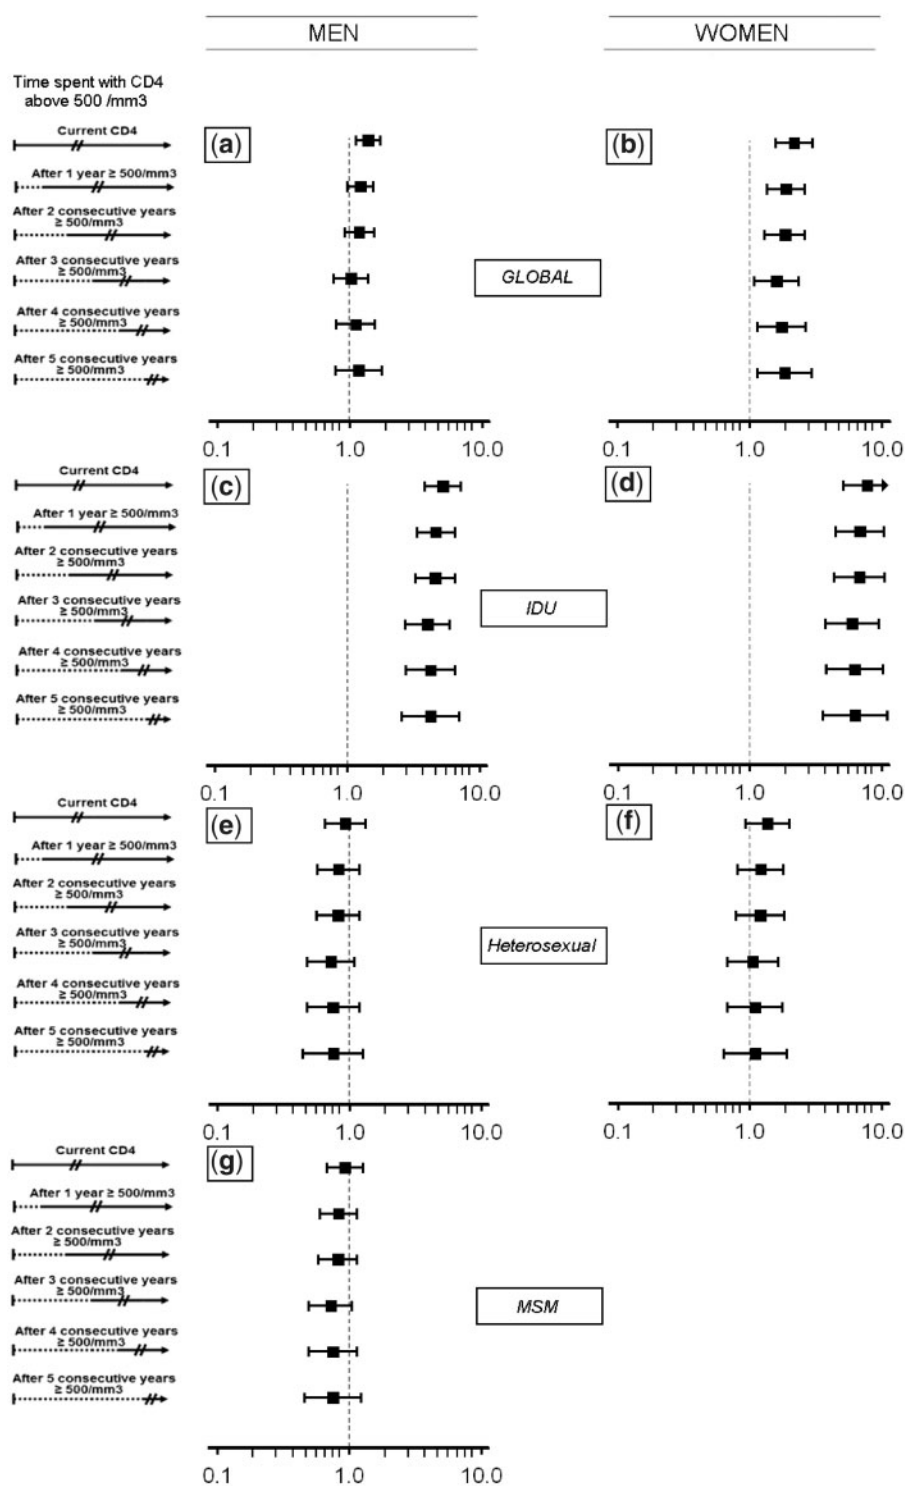 MEN
WOMEN
Time spent with CD4
above 500 /mm3
Current CD4
After 1 year ≥ 500/mm3
After 2 consecutive years
≥ 500/mm3
After 3 consecutive years
≥ 500/mm3
After 4 consecutive years
≥ 500/mm3
After 5 consecutive years
≥ 500/mm3
(a)
(b)
GLOBAL
0.1 1.0 10.0
0.1 1.0 10.0
Current CD4
After 1 year ≥ 500/mm3
After 2 consecutive years
≥ 500/mm3
After 3 consecutive years
≥ 500/mm3
After 4 consecutive years
≥ 500/mm3
After 5 consecutive years
≥ 500/mm3
(c)
(d)
IDU
0.1 1.0 10.0
0.1 1.0 10.0
Current CD4
After 1 year ≥ 500/mm3
After 2 consecutive years
≥ 500/mm3
After 3 consecutive years
≥ 500/mm3
After 4 consecutive years
≥ 500/mm3
After 5 consecutive years
≥ 500/mm3
(e)
(f)
Heterosexual
0.1 1.0 10.0
0.1 1.0 10.0
Current CD4
After 1 year ≥ 500/mm3
After 2 consecutive years
≥ 500/mm3
After 3 consecutive years
≥ 500/mm3
After 4 consecutive years
≥ 500/mm3
After 5 consecutive years
≥ 500/mm3
(g)
MSM
0.1 1.0 10.0